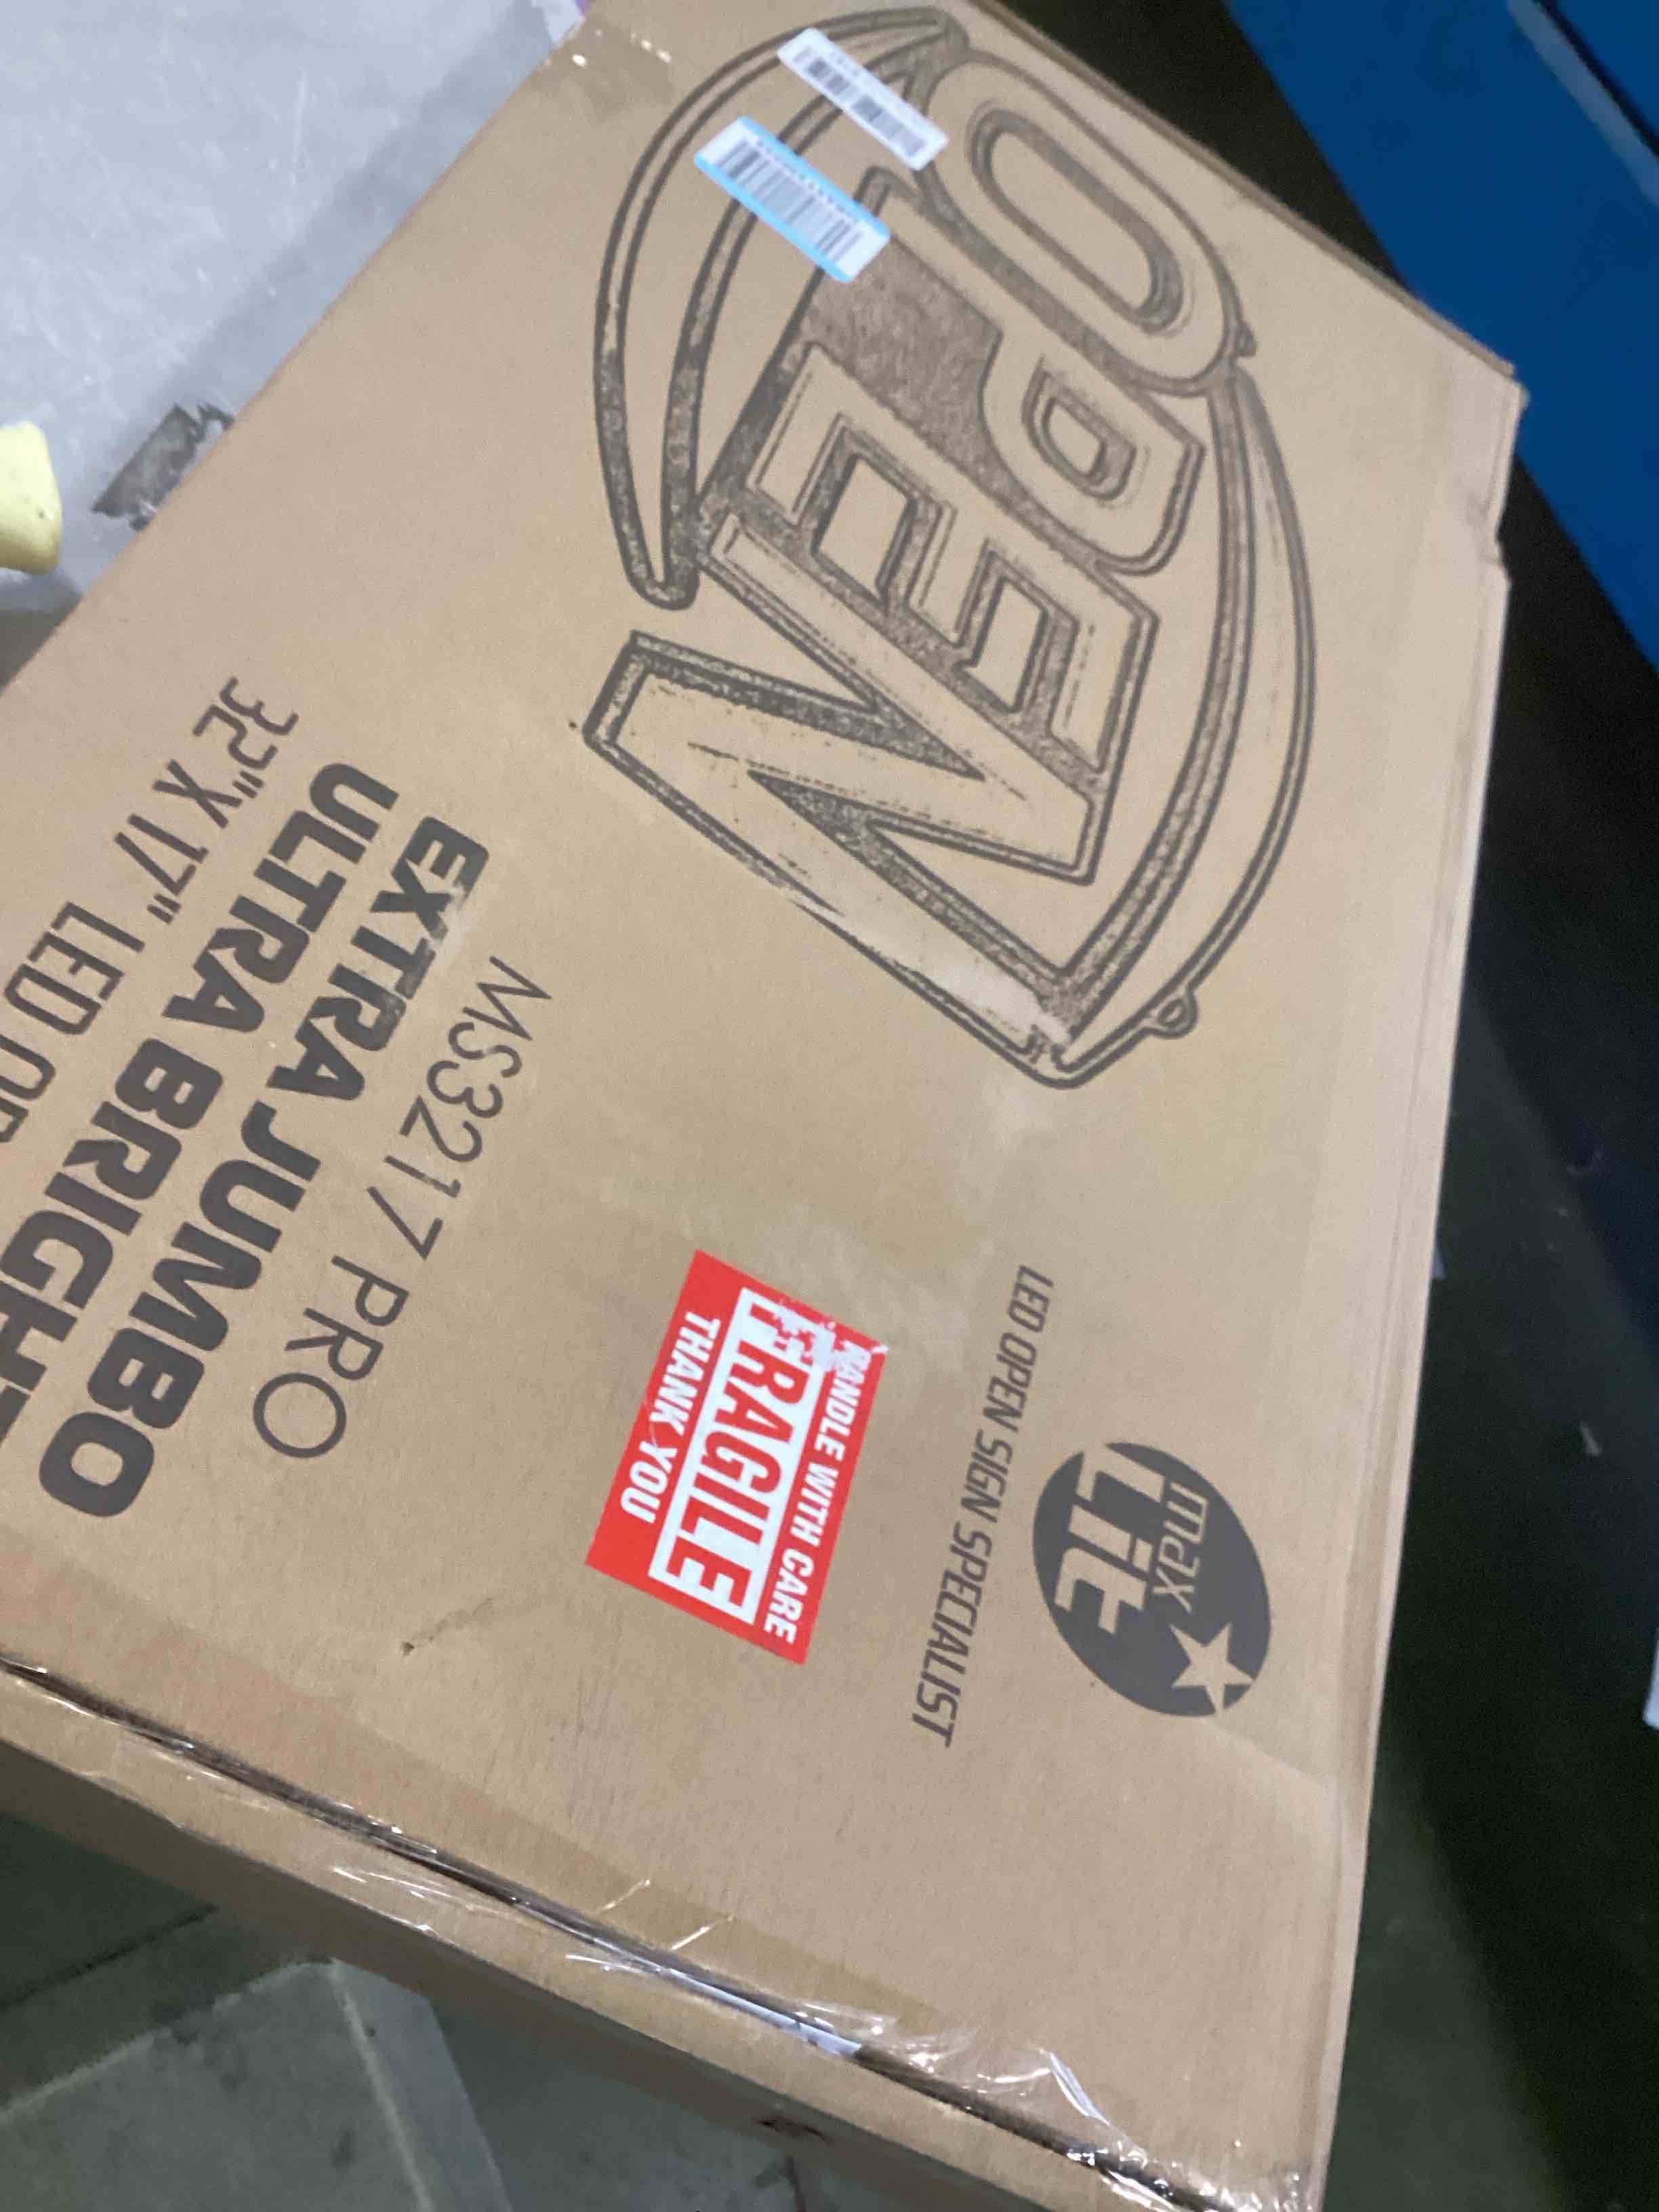 OPEN
max
Lit
LED OPEN SIGN SPECIALIST
HANDLE WITH CARE
FRAGILE
THANK YOU
MS3217 PRO
EXTRA JUMBO
ULTRA BRIGHT
32" X 17" LED